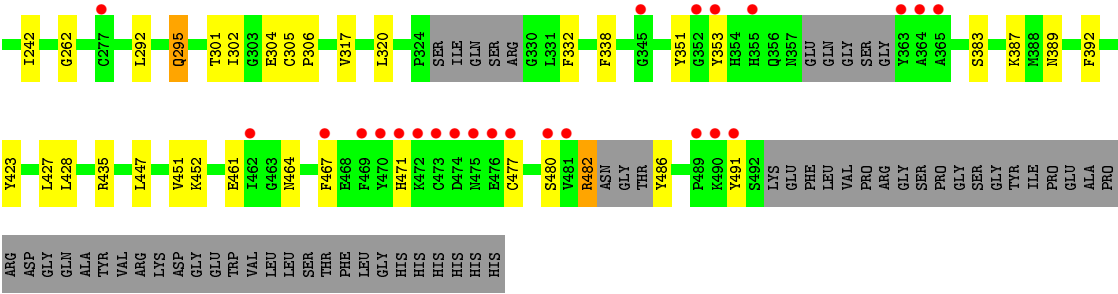 I242 G262 C277 L292 Q295 T301 I302 G303 E304 C305 P306 V317 L320 P324 SER ILE GLN SER ARG G330 L331 F332 F338 G345 Y351 G352 Y353 H354 H355 Q356 N357 GLU GLN GLY SER GLY Y363 A364 A365 S383 K387 M388 N389 F392
Y423 L427 L428 R435 L447 V451 K452 E461 I462 G463 N464 F467 E468 F469 Y470 H471 K472 C473 D474 N475 E476 C477 S480 V481 R482 ASN GLY THR Y486 P489 K490 Y491 S492 LYS GLU PHE LEU VAL PRO ARG GLY SER PRO GLY SER GLY TYR ILE PRO GLU ALA PRO
ARG ASP GLY GLN ALA TYR VAL ARG LYS ASP GLY GLU TRP VAL LEU LEU SER THR PHE LEU GLY HIS HIS HIS HIS HIS HIS